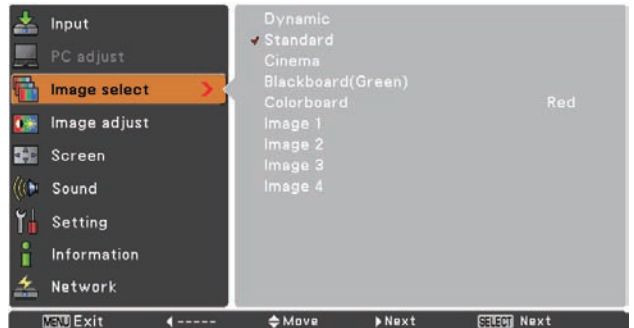 Input
PC adjust
Image select
Image adjust
Screen
Sound
Setting
Information
Network
Dynamic
Standard
Cinema
Blackboard(Green)
Colorboard Red
Image 1
Image 2
Image 3
Image 4
MENU Exit ----- Move Next SELECT Next